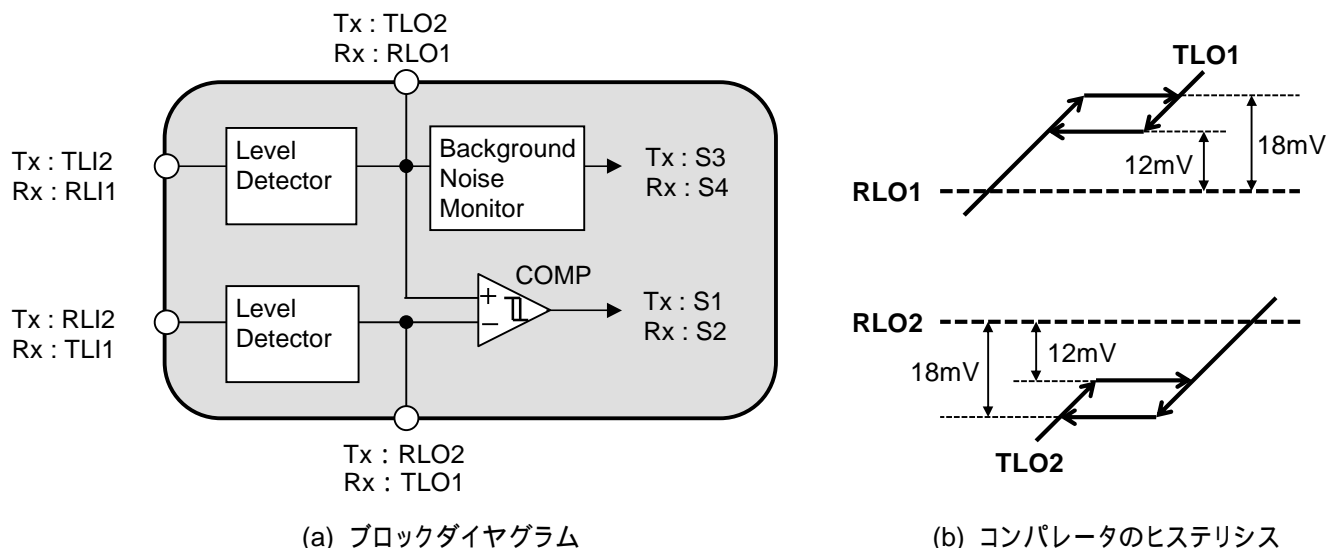 Tx : TLO2
Rx : RLO1
Tx : TLI2
Rx : RLI1
Level
Detector
Background
Noise
Monitor
Tx : S3
Rx : S4
Tx : RLI2
Rx : TLI1
Level
Detector
COMP
+
−
Tx : S1
Rx : S2
Tx : RLO2
Rx : TLO1
(a) ブロックダイヤグラム
TLO1
18mV
12mV
RLO1
RLO2
12mV
18mV
TLO2
(b) コンパレータのヒステリシス